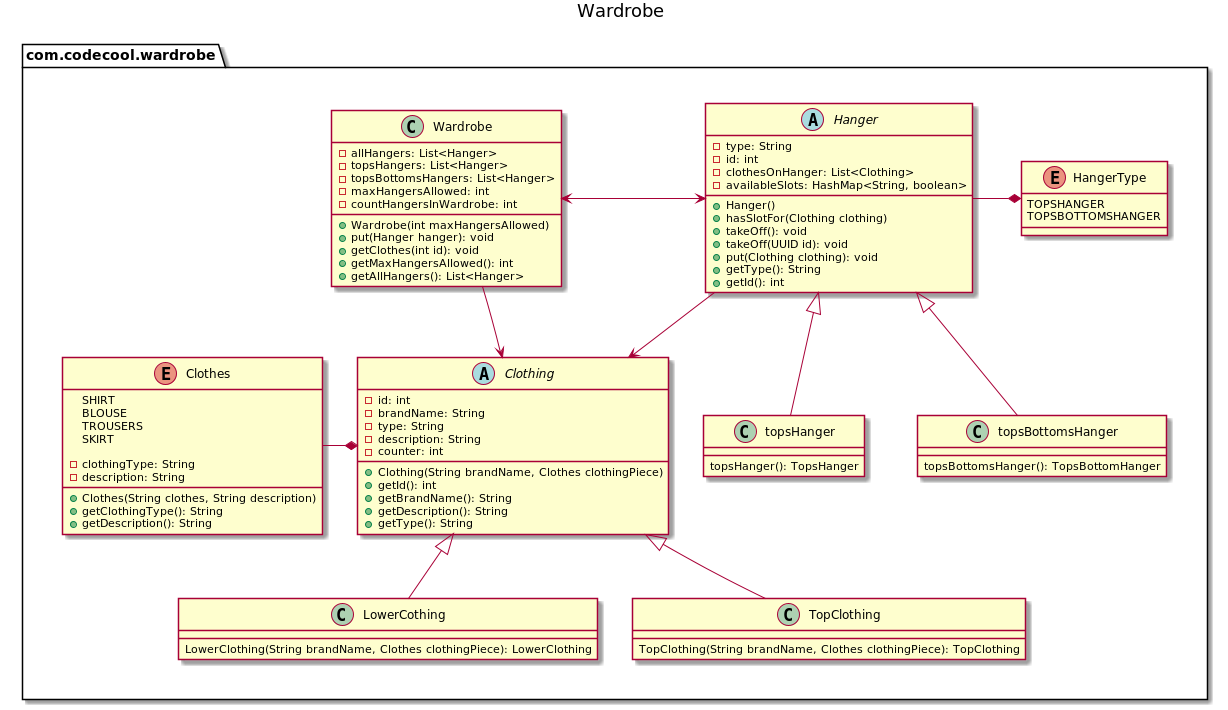 Wardrobe
com.codecool.wardrobe
C Wardrobe
allHangers: List<Hanger>
topsHangers: List<Hanger>
topsBottomsHangers: List<Hanger>
maxHangersAllowed: int
countHangersInWardrobe: int
Wardrobe(int maxHangersAllowed)
put(Hanger hanger): void
getClothes(int id): void
getMaxHangersAllowed(): int
getAllHangers(): List<Hanger>
A Hanger
type: String
id: int
clothesOnHanger: List<Clothing>
availableSlots: HashMap<String, boolean>
Hanger()
hasSlotFor(Clothing clothing)
takeOff(): void
takeOff(UUID id): void
put(Clothing clothing): void
getType(): String
getId(): int
E HangerType
TOPSHANGER
TOPSBOTTOMSHANGER
E Clothes
SHIRT
BLOUSE
TROUSERS
SKIRT
clothingType: String
description: String
Clothes(String clothes, String description)
getClothingType(): String
getDescription(): String
A Clothing
id: int
brandName: String
type: String
description: String
counter: int
Clothing(String brandName, Clothes clothingPiece)
getId(): int
getBrandName(): String
getDescription(): String
getType(): String
C topsHanger
topsHanger(): TopsHanger
C topsBottomsHanger
topsBottomsHanger(): TopsBottomHanger
C LowerCothing
LowerClothing(String brandName, Clothes clothingPiece): LowerClothing
C TopClothing
TopClothing(String brandName, Clothes clothingPiece): TopClothing